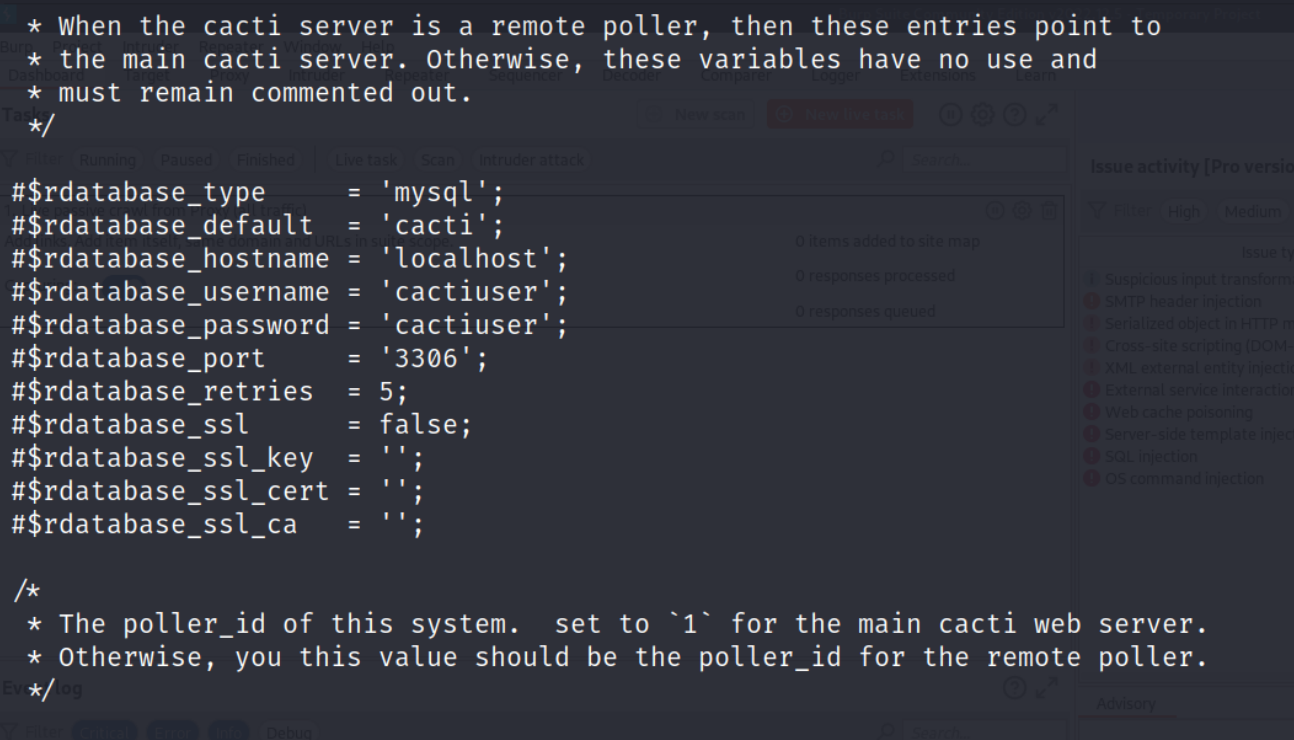 * When the cacti server is a remote poller, then these entries point to
* the main cacti server. Otherwise, these variables have no use and
* must remain commented out.
*/
#$rdatabase_type     = 'mysql';
#$rdatabase_default  = 'cacti';
#$rdatabase_hostname = 'localhost';
#$rdatabase_username = 'cactiuser';
#$rdatabase_password = 'cactiuser';
#$rdatabase_port     = '3306';
#$rdatabase_retries  = 5;
#$rdatabase_ssl      = false;
#$rdatabase_ssl_key  = '';
#$rdatabase_ssl_cert = '';
#$rdatabase_ssl_ca   = '';
/*
* The poller_id of this system.  set to `1` for the main cacti web server.
* Otherwise, you this value should be the poller_id for the remote poller.
*/
Burp Project Intruder Repeater Window Help
Dashboard Target Proxy Intruder Repeater Sequencer Decoder Comparer Logger Extensions Learn
Tasks New scan New live task
Filter Running Paused Finished Live task Scan Intruder attack Search...
Issue activity [Pro versio
Filter High Medium
0 items added to site map
0 responses processed
0 responses queued
Issue ty
Suspicious input transform
SMTP header injection
Serialized object in HTTP m
Cross-site scripting (DOM-
XML external entity injecti
External service interaction
Web cache poisoning
Server-side template injec
SQL injection
OS command injection
Event log
Advisory
Filter Critical Error Info Debug Search...